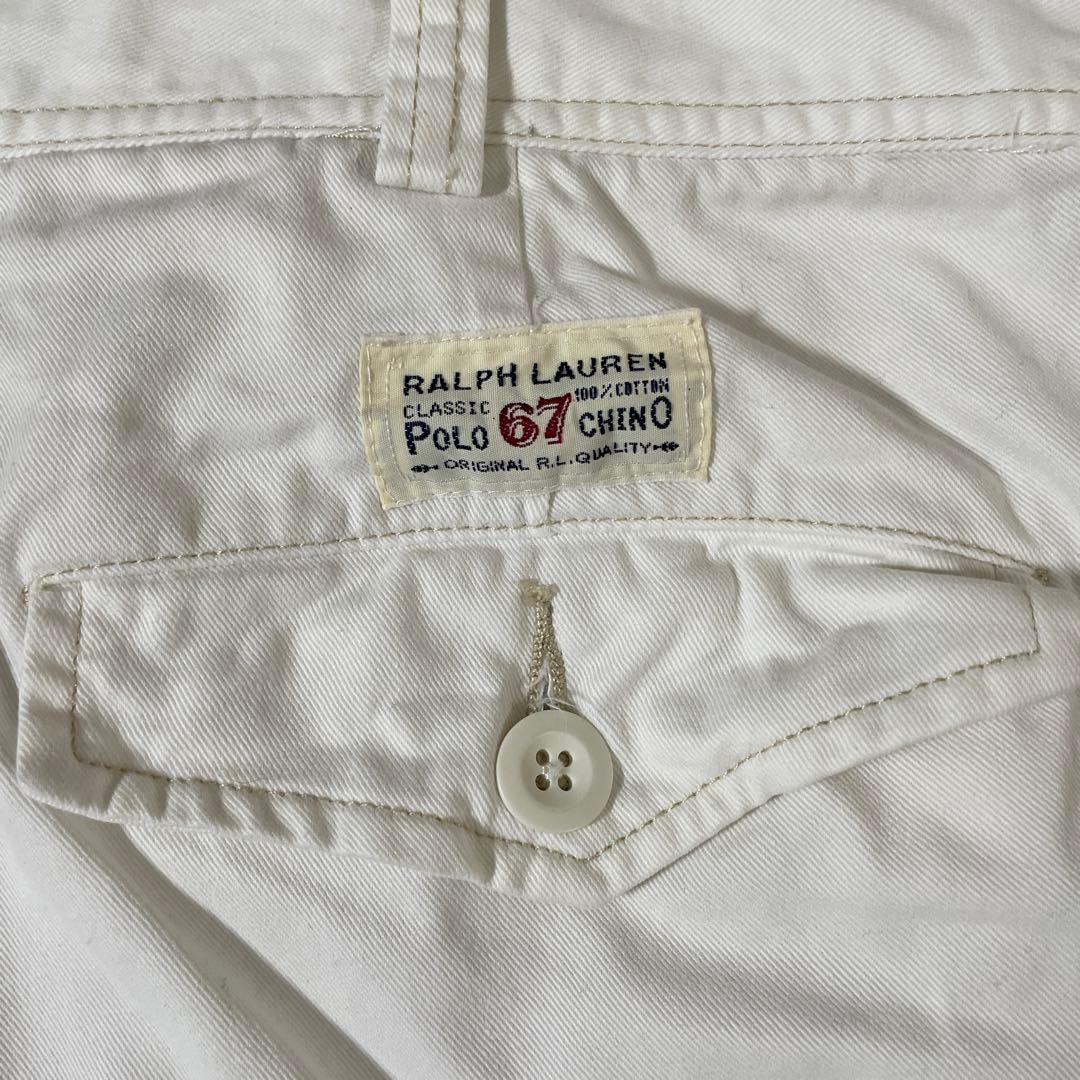 RALPH LAUREN
CLASSIC 67 100% COTTON
POLO CHINO
ORIGINAL R.L. QUALITY